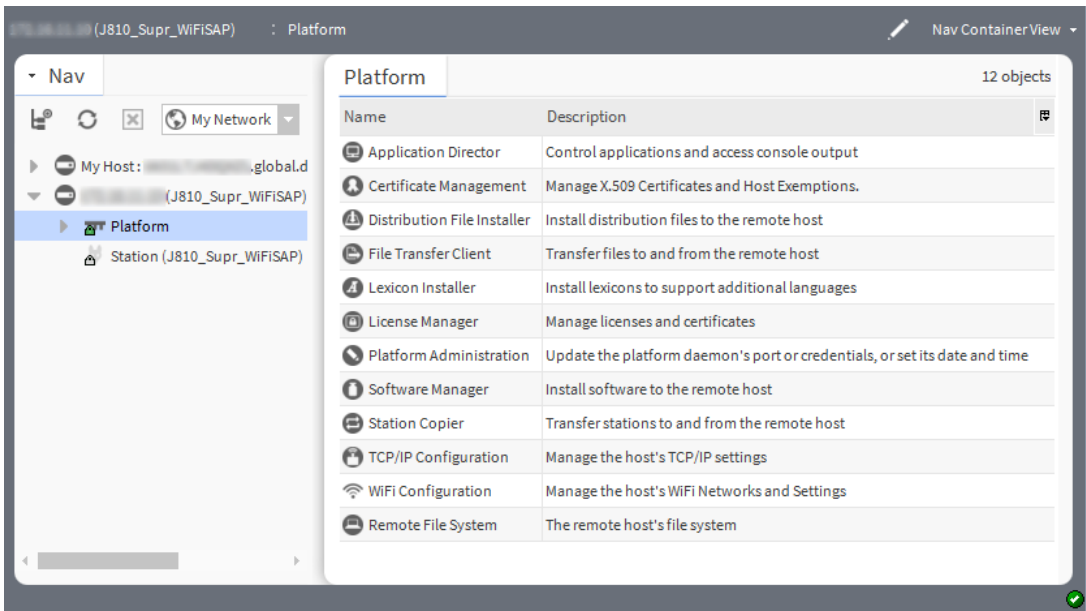 (J810_Supr_WiFiSAP) : Platform
Nav Container View
Nav
My Network
My Host : .global.d
(J810_Supr_WiFiSAP)
Platform
Station (J810_Supr_WiFiSAP)
Platform 12 objects
Name Description
Application Director Control applications and access console output
Certificate Management Manage X.509 Certificates and Host Exemptions.
Distribution File Installer Install distribution files to the remote host
File Transfer Client Transfer files to and from the remote host
Lexicon Installer Install lexicons to support additional languages
License Manager Manage licenses and certificates
Platform Administration Update the platform daemon's port or credentials, or set its date and time
Software Manager Install software to the remote host
Station Copier Transfer stations to and from the remote host
TCP/IP Configuration Manage the host's TCP/IP settings
WiFi Configuration Manage the host's WiFi Networks and Settings
Remote File System The remote host's file system